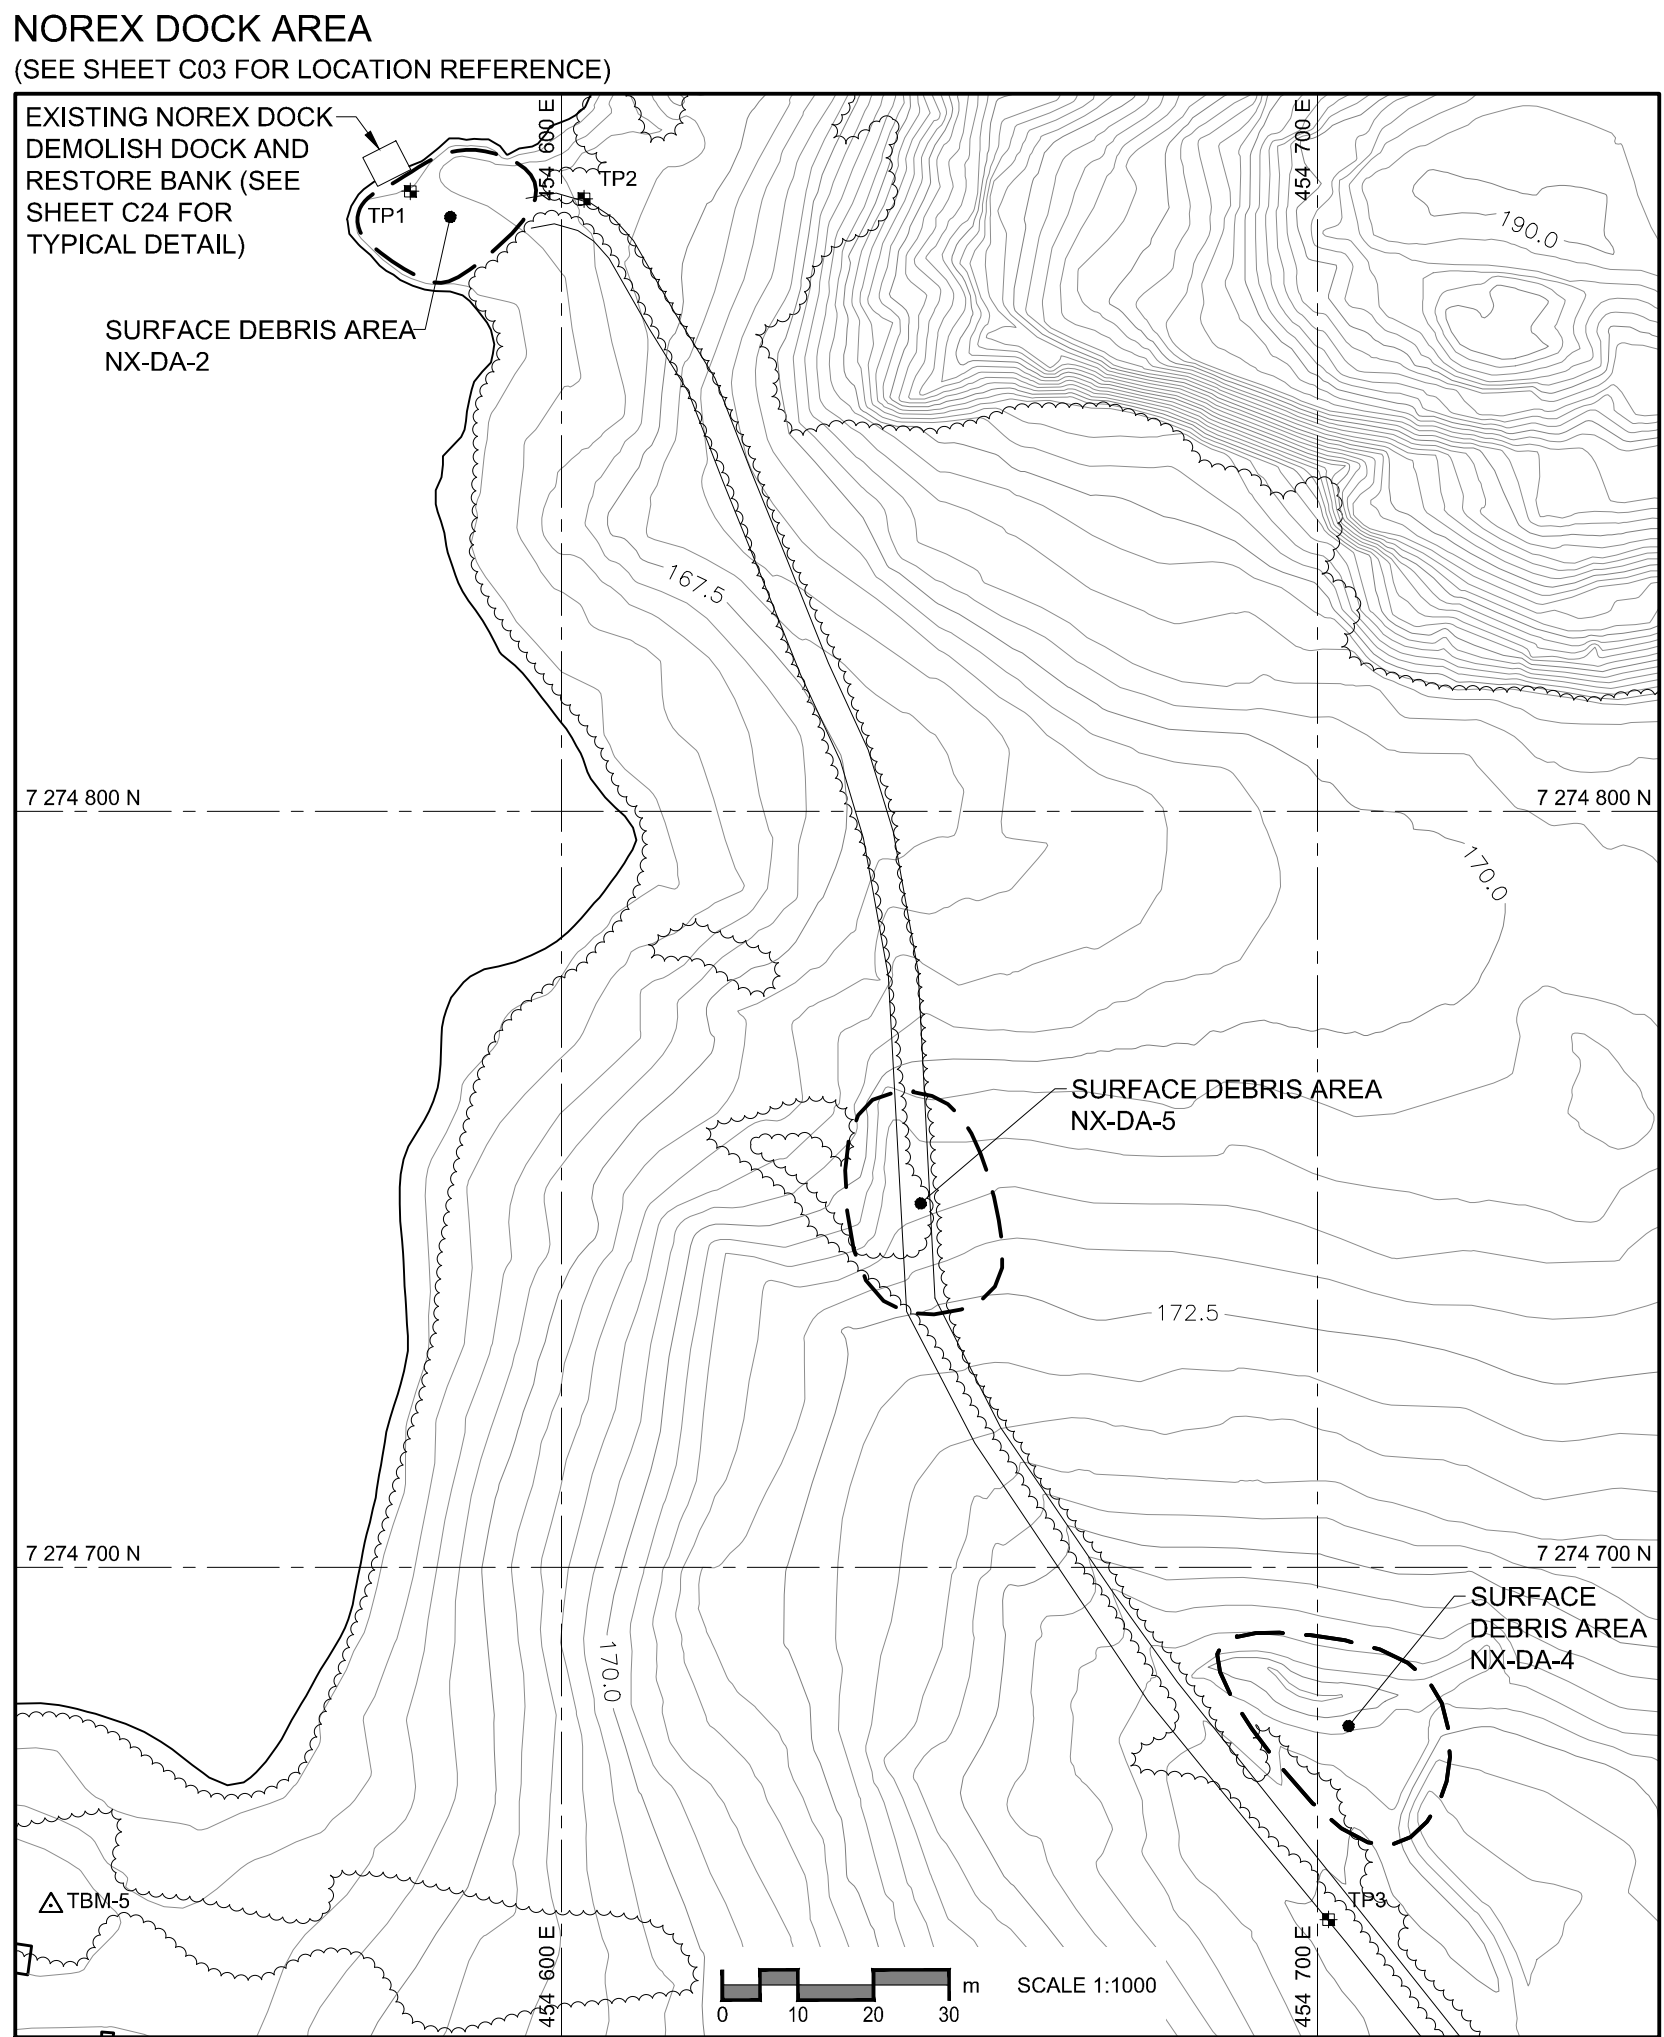 NOREX DOCK AREA
(SEE SHEET C03 FOR LOCATION REFERENCE)
EXISTING NOREX DOCK
DEMOLISH DOCK AND
RESTORE BANK (SEE
SHEET C24 FOR
TYPICAL DETAIL)
454 600 E
454 700 E
TP1
TP2
190.0
SURFACE DEBRIS AREA
NX-DA-2
167.5
7 274 800 N
7 274 800 N
170.0
SURFACE DEBRIS AREA
NX-DA-5
172.5
7 274 700 N
7 274 700 N
SURFACE
DEBRIS AREA
NX-DA-4
170.0
TBM-5
TP3
454 600 E
454 700 E
0 10 20 30 m
SCALE 1:1000